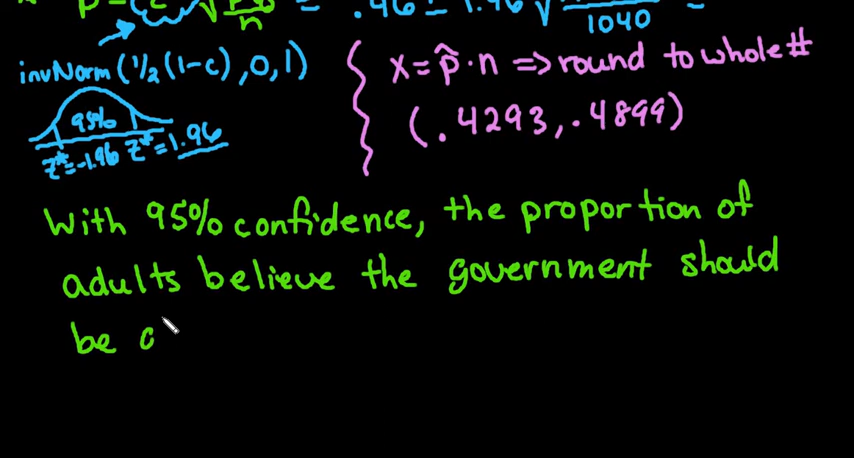 = .46 ± 1.96 √ =
n
1040
invNorm(½(1-c),0,1)
x = p̂·n => round to whole #
95%
(.4293, .4899)
z*=-1.96 z*=1.96
With 95% confidence, the proportion of
adults believe the government should
be c